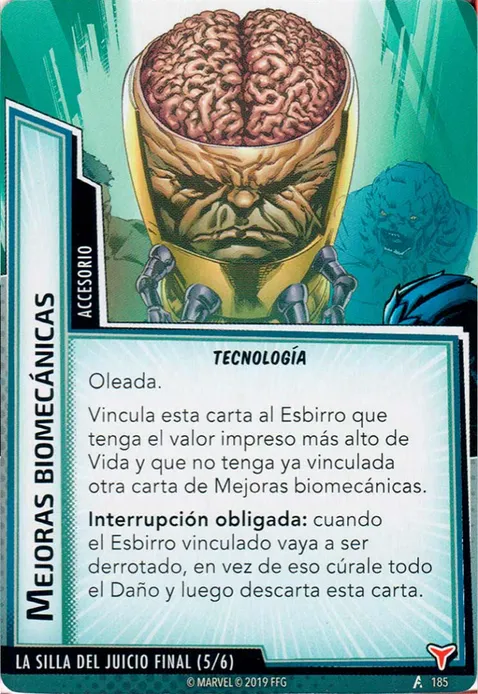 MEJORAS BIOMECÁNICAS
ACCESORIO
TECNOLOGÍA
Oleada.
Vincula esta carta al Esbirro que
tenga el valor impreso más alto de
Vida y que no tenga ya vinculada
otra carta de Mejoras biomecánicas.
Interrupción obligada: cuando
el Esbirro vinculado vaya a ser
derrotado, en vez de eso cúrale todo
el Daño y luego descarta esta carta.
LA SILLA DEL JUICIO FINAL (5/6)
© MARVEL © 2019 FFG
185